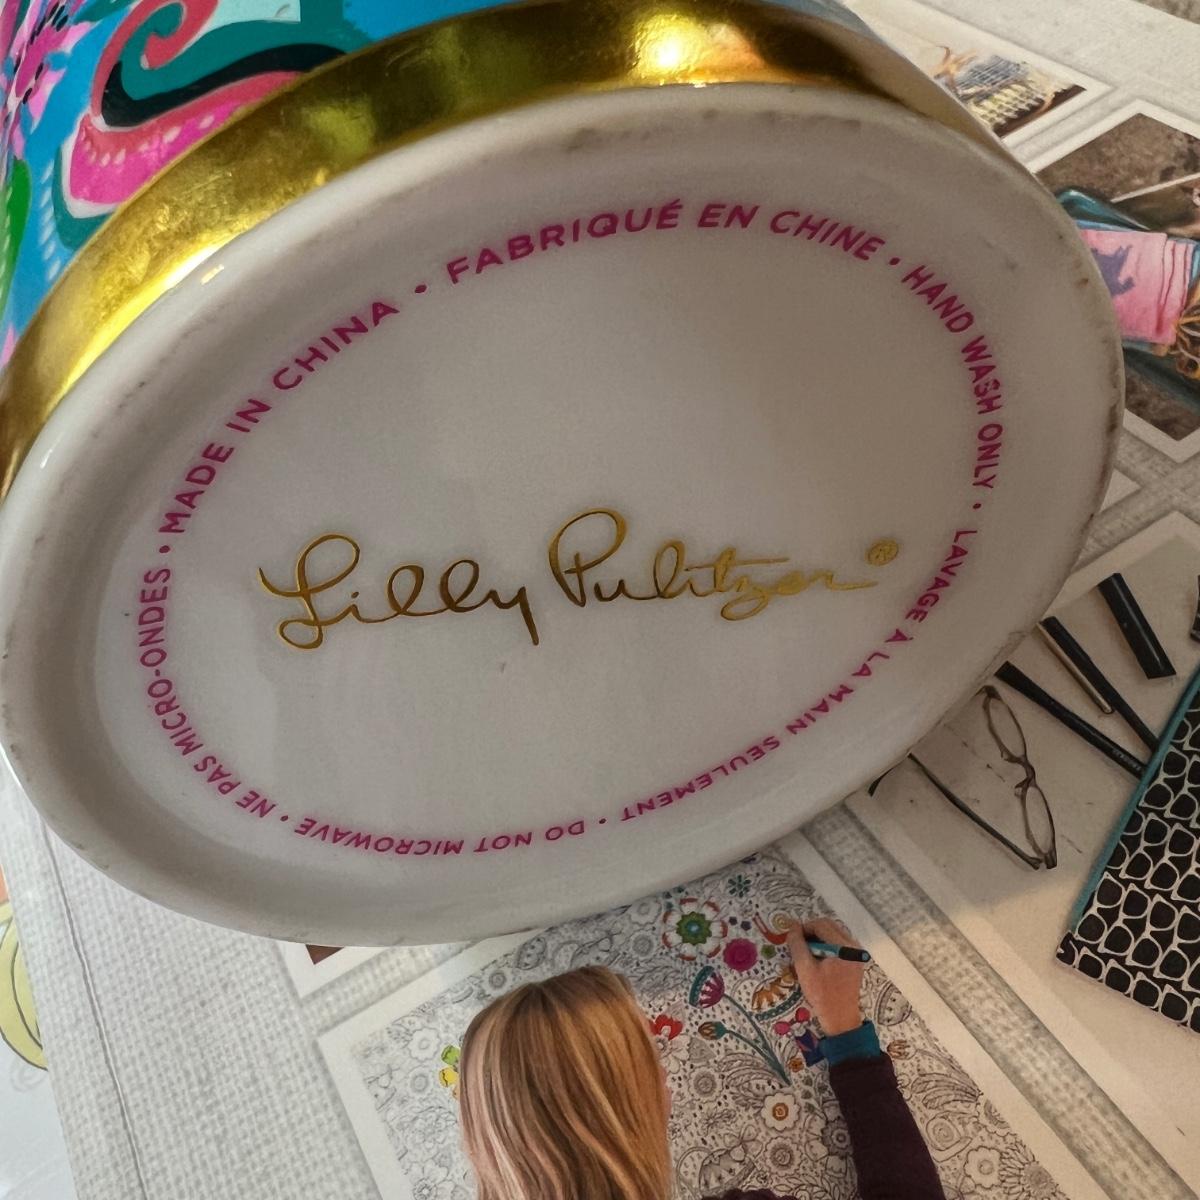 MADE IN CHINA • FABRIQUÉ EN CHINE • HAND WASH ONLY • LAVAGE À LA MAIN SEULEMENT • DO NOT MICROWAVE • NE PAS MICRO-ONDES •
Lilly Pulitzer®